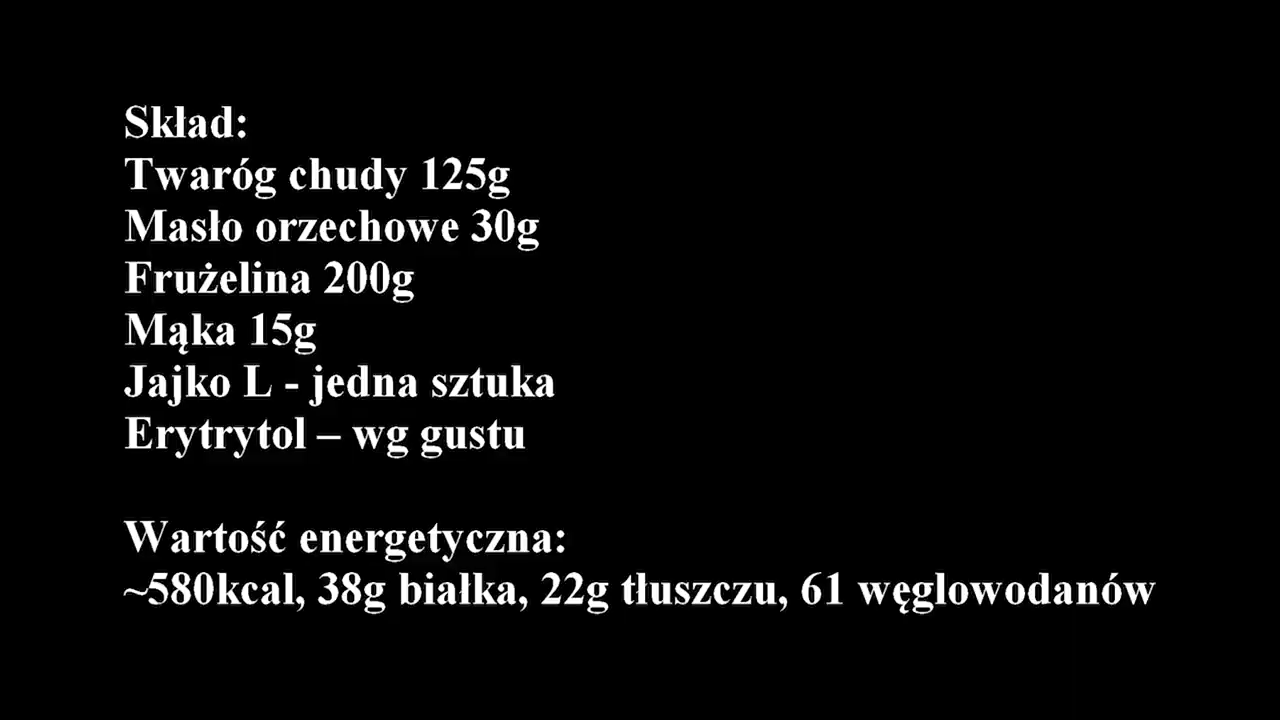 Skład:
Twaróg chudy 125g
Masło orzechowe 30g
Frużelina 200g
Mąka 15g
Jajko L - jedna sztuka
Erytrytol – wg gustu
Wartość energetyczna:
~580kcal, 38g białka, 22g tłuszczu, 61 węglowodanów